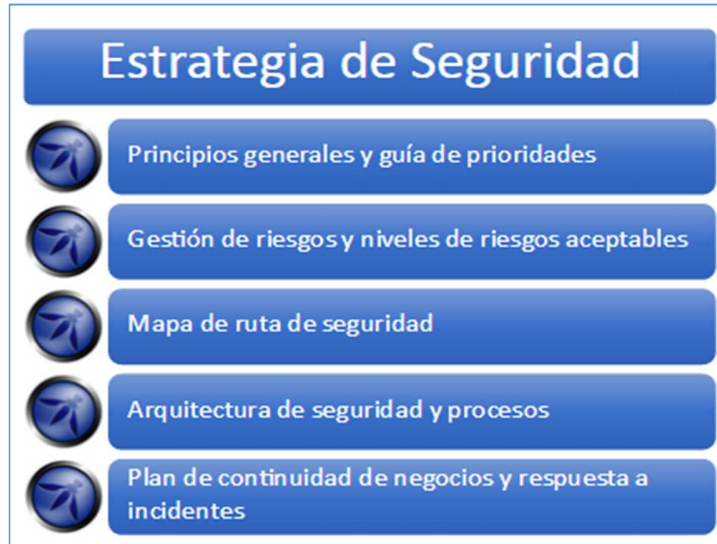 Estrategia de Seguridad
Principios generales y guía de prioridades
Gestión de riesgos y niveles de riesgos aceptables
Mapa de ruta de seguridad
Arquitectura de seguridad y procesos
Plan de continuidad de negocios y respuesta a
incidentes